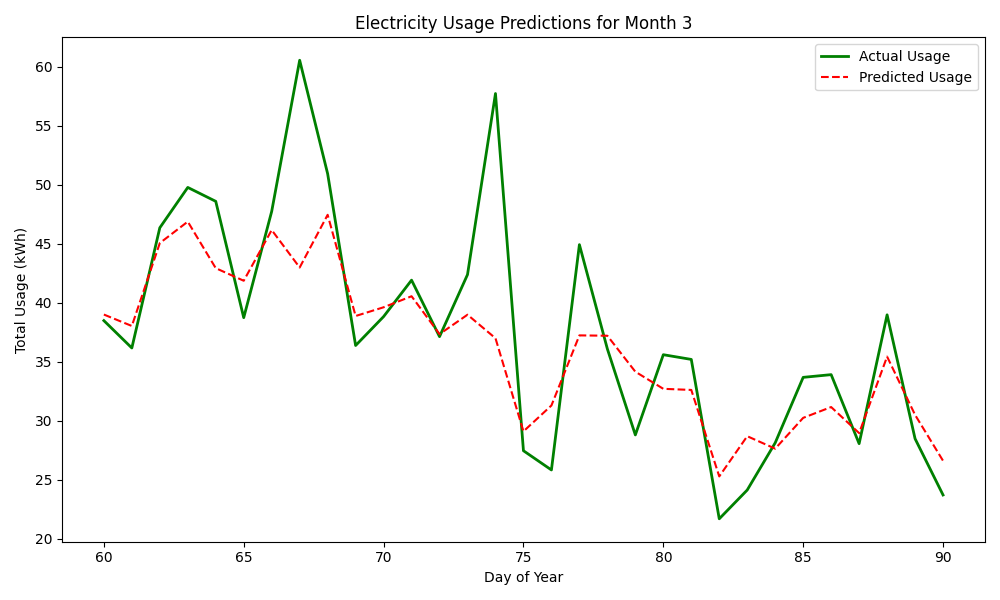 Electricity Usage Predictions for Month 3
Actual Usage
Predicted Usage
Total Usage (kWh)
60
55
50
45
40
35
30
25
20
60 65 70 75 80 85 90
Day of Year